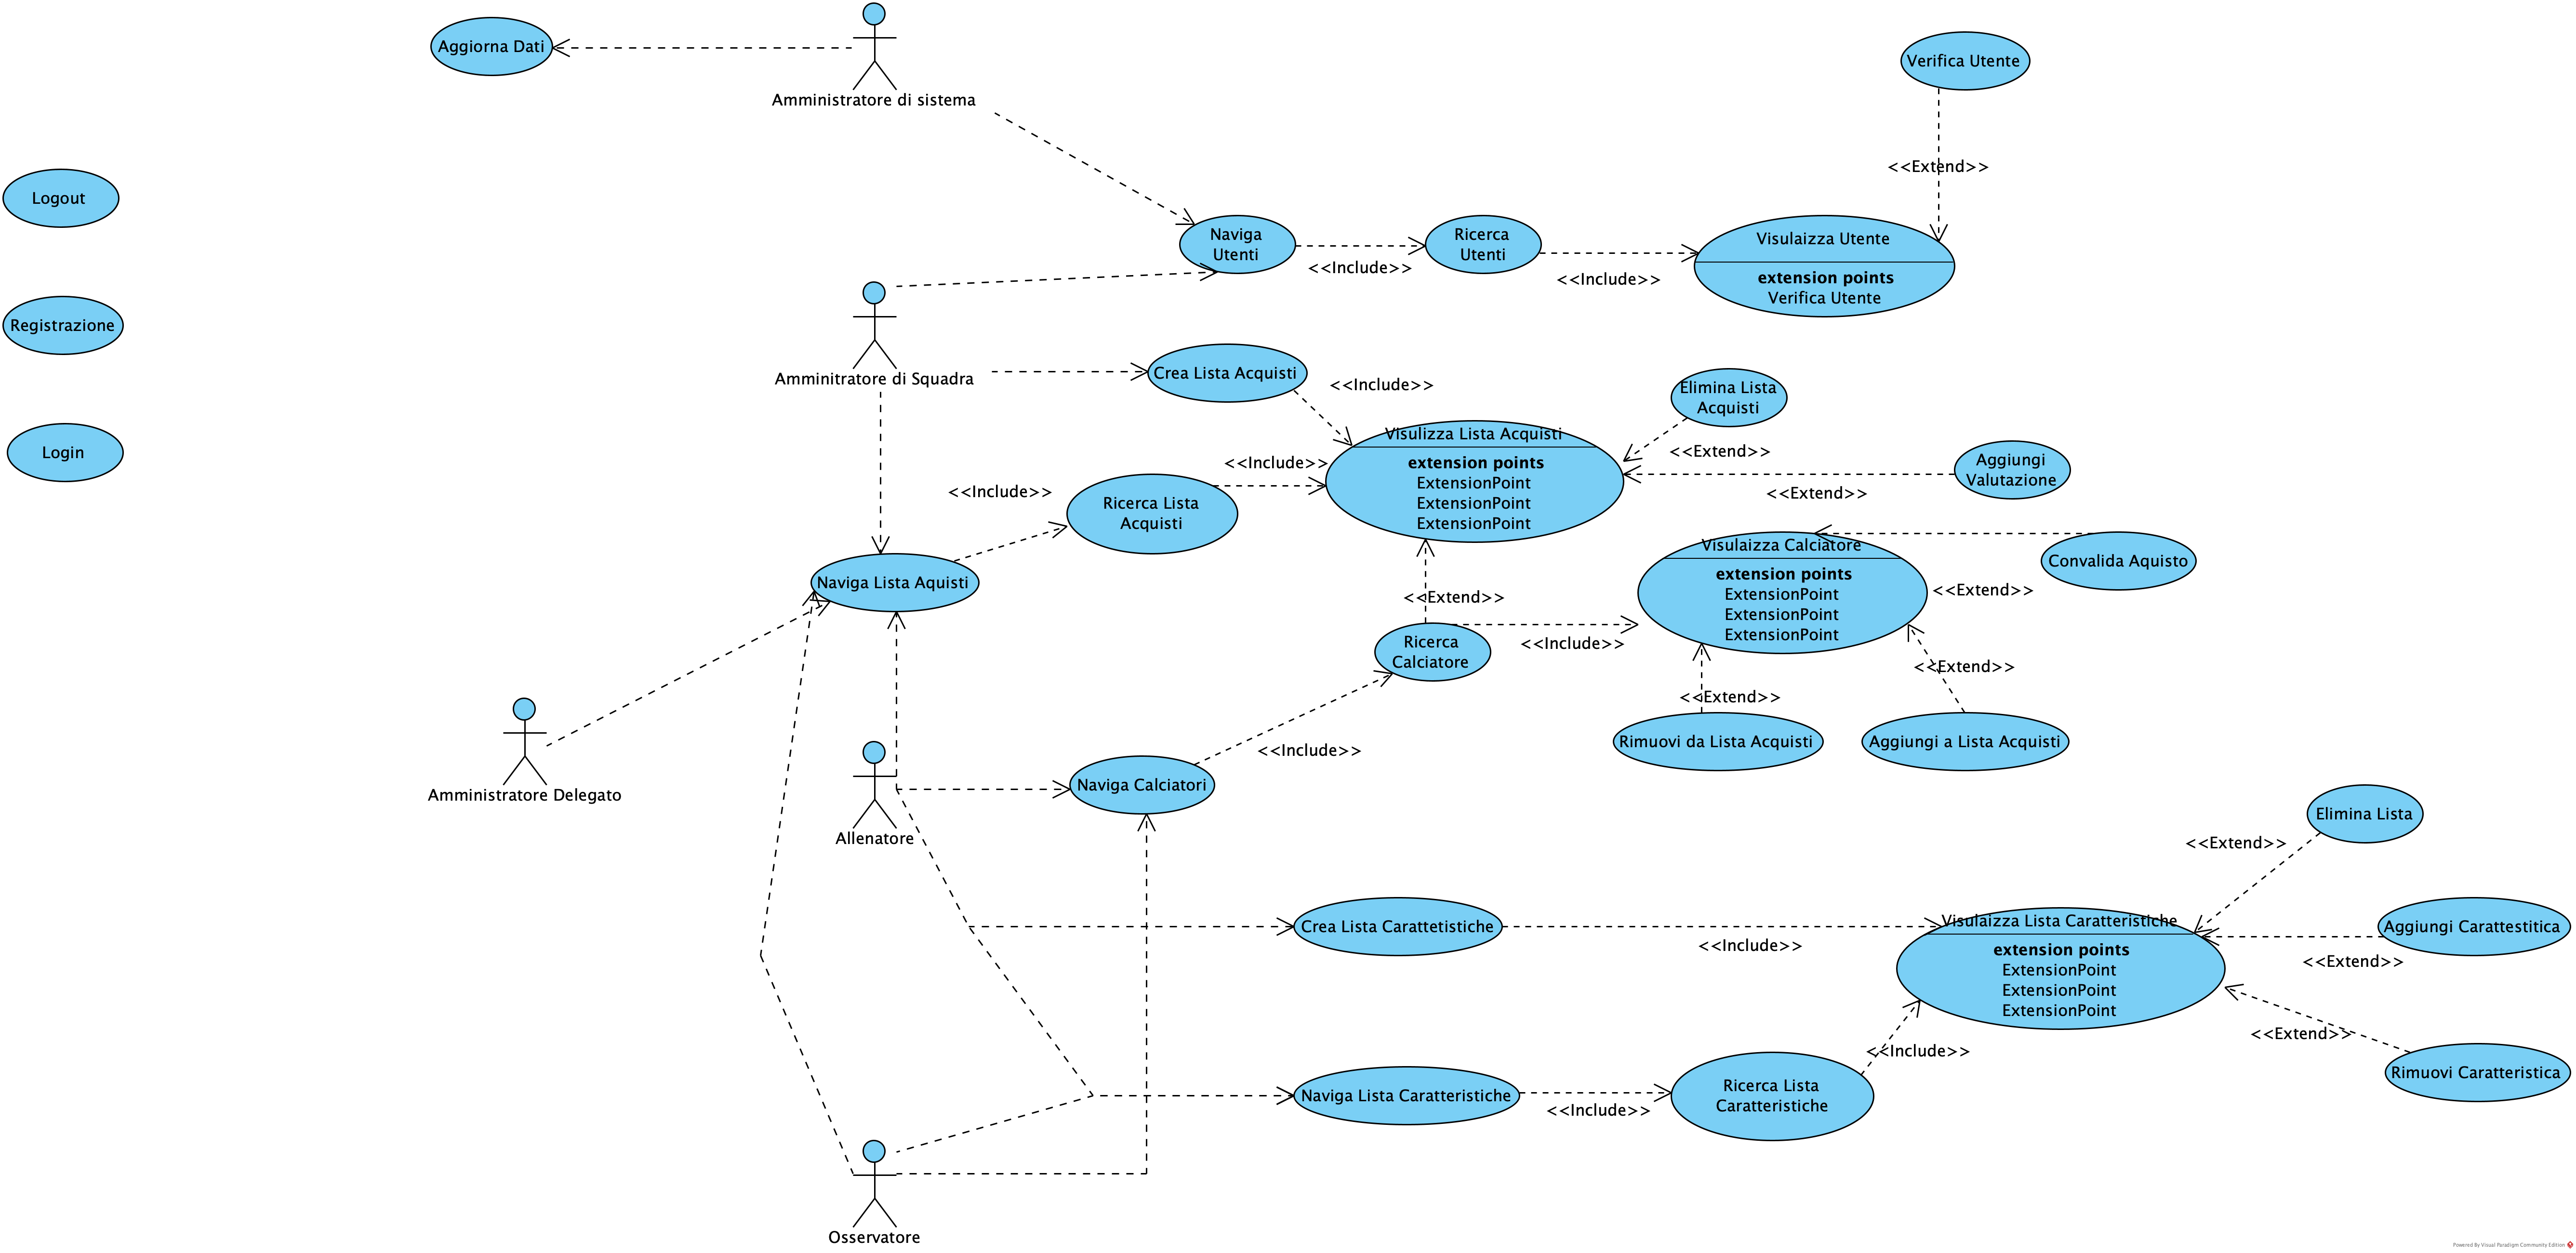 Aggiorna Dati
Amministratore di sistema
Verifica Utente
<<Extend>>
Logout
Naviga
Utenti
<<Include>>
Ricerca
Utenti
<<Include>>
Visulaizza Utente
extension points
Verifica Utente
Registrazione
Amminitratore di Squadra
Crea Lista Acquisti
<<Include>>
Elimina Lista
Acquisti
<<Extend>>
Login
Visulizza Lista Acquisti
extension points
ExtensionPoint
ExtensionPoint
ExtensionPoint
<<Include>>
Aggiungi
Valutazione
<<Extend>>
<<Include>>
Ricerca Lista
Acquisti
Naviga Lista Aquisti
Visulaizza Calciatore
extension points
ExtensionPoint
ExtensionPoint
ExtensionPoint
Convalida Aquisto
<<Extend>>
<<Extend>>
Ricerca
Calciatore
<<Include>>
<<Extend>>
<<Extend>>
Rimuovi da Lista Acquisti
Aggiungi a Lista Acquisti
<<Include>>
Amministratore Delegato
Naviga Calciatori
Allenatore
Elimina Lista
<<Extend>>
Crea Lista Carattetistiche
<<Include>>
Visulaizza Lista Caratteristiche
extension points
ExtensionPoint
ExtensionPoint
ExtensionPoint
Aggiungi Carattestitica
<<Extend>>
<<Extend>>
Rimuovi Caratteristica
<<Include>>
Naviga Lista Caratteristiche
<<Include>>
Ricerca Lista
Caratteristiche
Osservatore
Powered By Visual Paradigm Community Edition